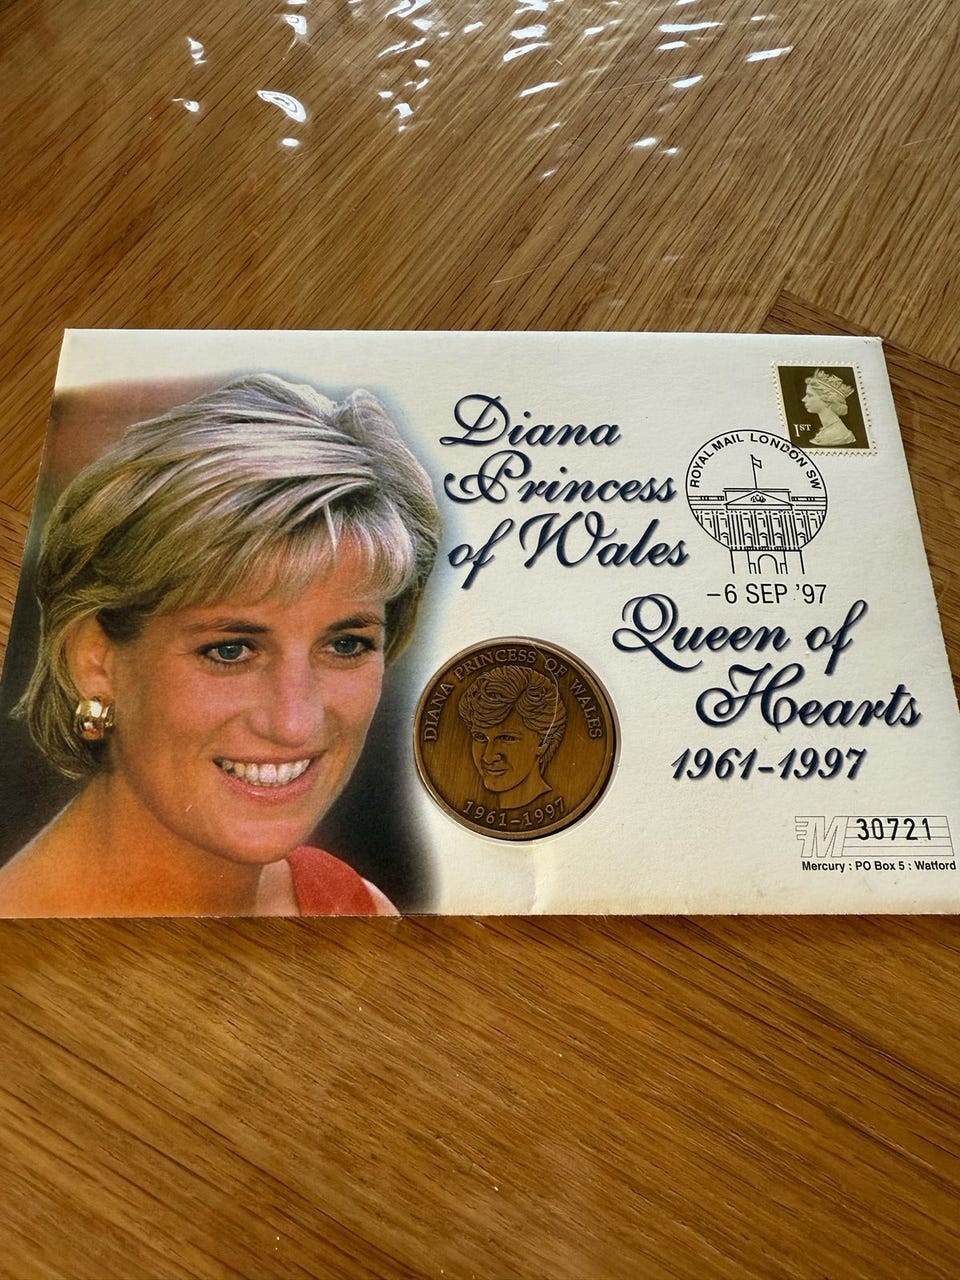 Diana
Princess
of Wales
1ST
ROYAL MAIL LONDON SW
-6 SEP '97
Queen of
Hearts
1961-1997
DIANA PRINCESS OF WALES
1961-1997
M 30721
Mercury : PO Box 5 : Watford